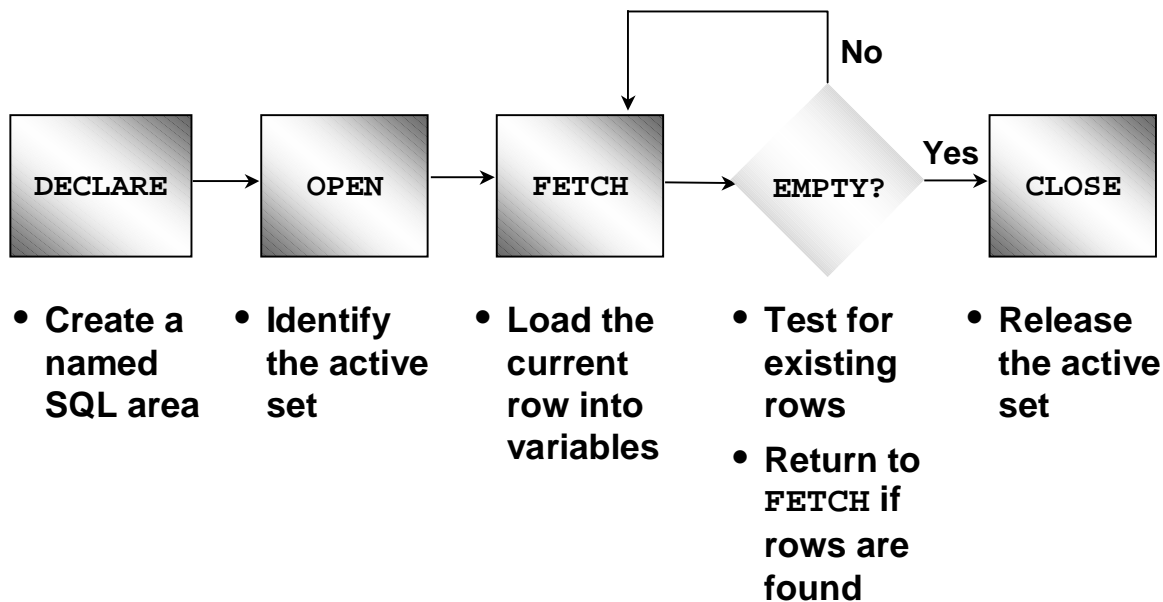 No
DECLARE
OPEN
FETCH
EMPTY?
Yes
CLOSE
• Create a
named
SQL area
• Identify
the active
set
• Load the
current
row into
variables
• Test for
existing
rows
• Return to
FETCH if
rows are
found
• Release
the active
set